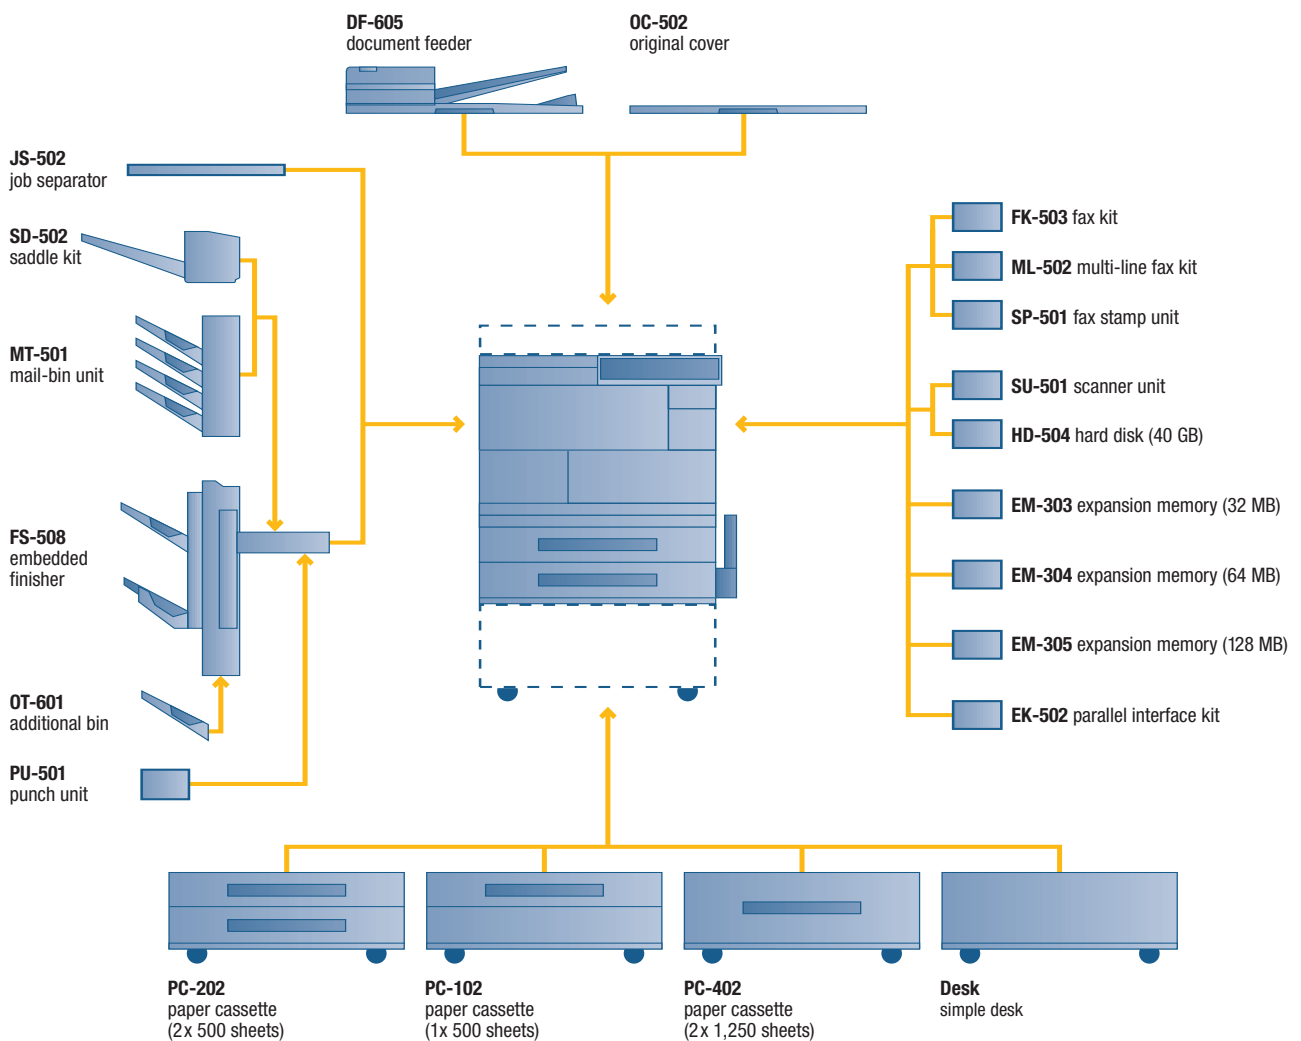 DF-605
document feeder
OC-502
original cover
JS-502
job separator
SD-502
saddle kit
MT-501
mail-bin unit
FS-508
embedded
finisher
OT-601
additional bin
PU-501
punch unit
FK-503 fax kit
ML-502 multi-line fax kit
SP-501 fax stamp unit
SU-501 scanner unit
HD-504 hard disk (40 GB)
EM-303 expansion memory (32 MB)
EM-304 expansion memory (64 MB)
EM-305 expansion memory (128 MB)
EK-502 parallel interface kit
PC-202
paper cassette
(2x 500 sheets)
PC-102
paper cassette
(1x 500 sheets)
PC-402
paper cassette
(2x 1,250 sheets)
Desk
simple desk